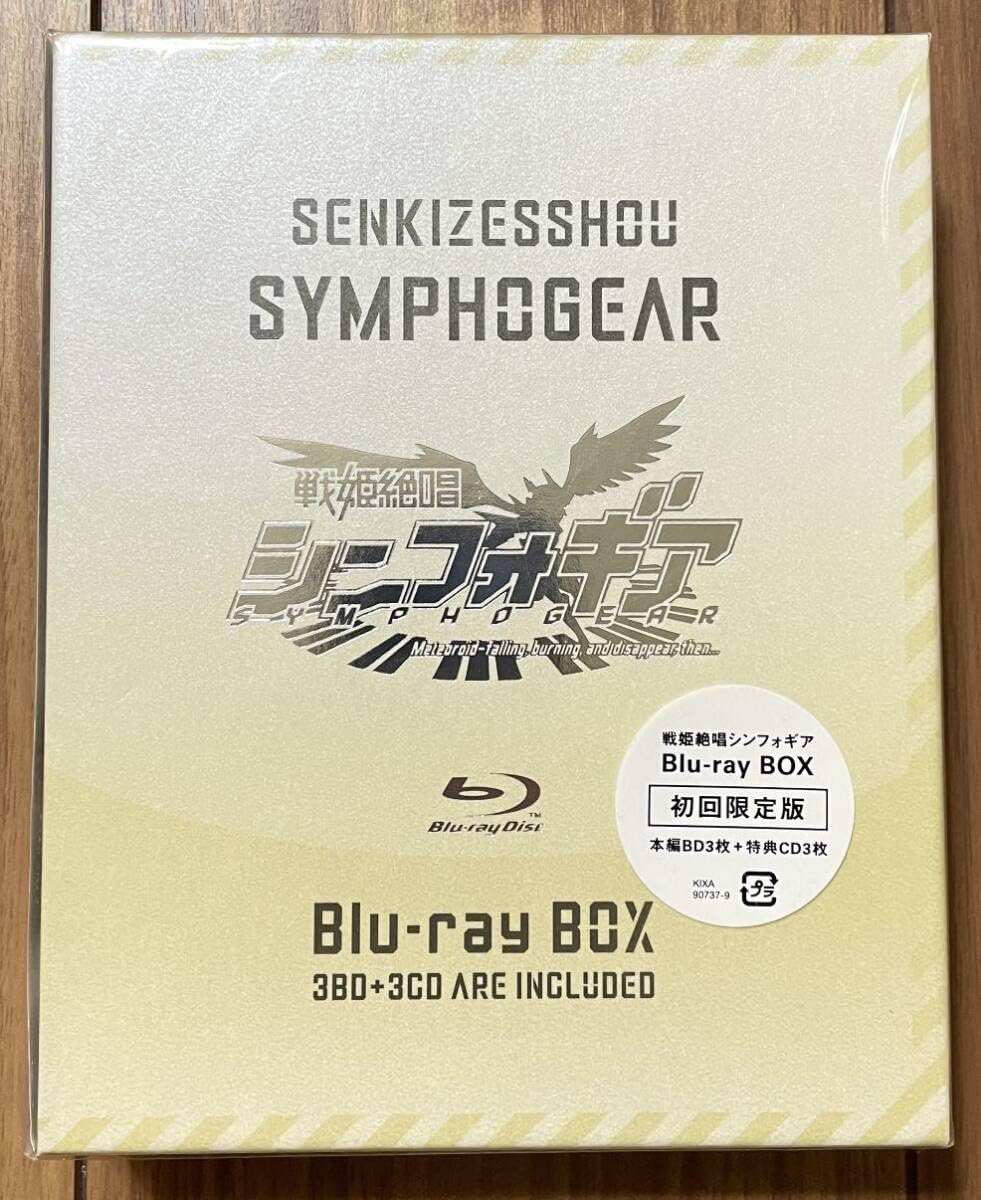 SENKIZESSHOU
SYMPHOGEAR
戦姫絶唱
シンフォギア
SYMPHOGEAR
Meteoroid-falling, burning, and disappear, then...
Blu-ray Disc™
戦姫絶唱シンフォギア
Blu-ray BOX
初回限定版
本編BD3枚+特典CD3枚
KIXA
90737-9
プラ
Blu-ray BOX
3BD+3CD ARE INCLUDED